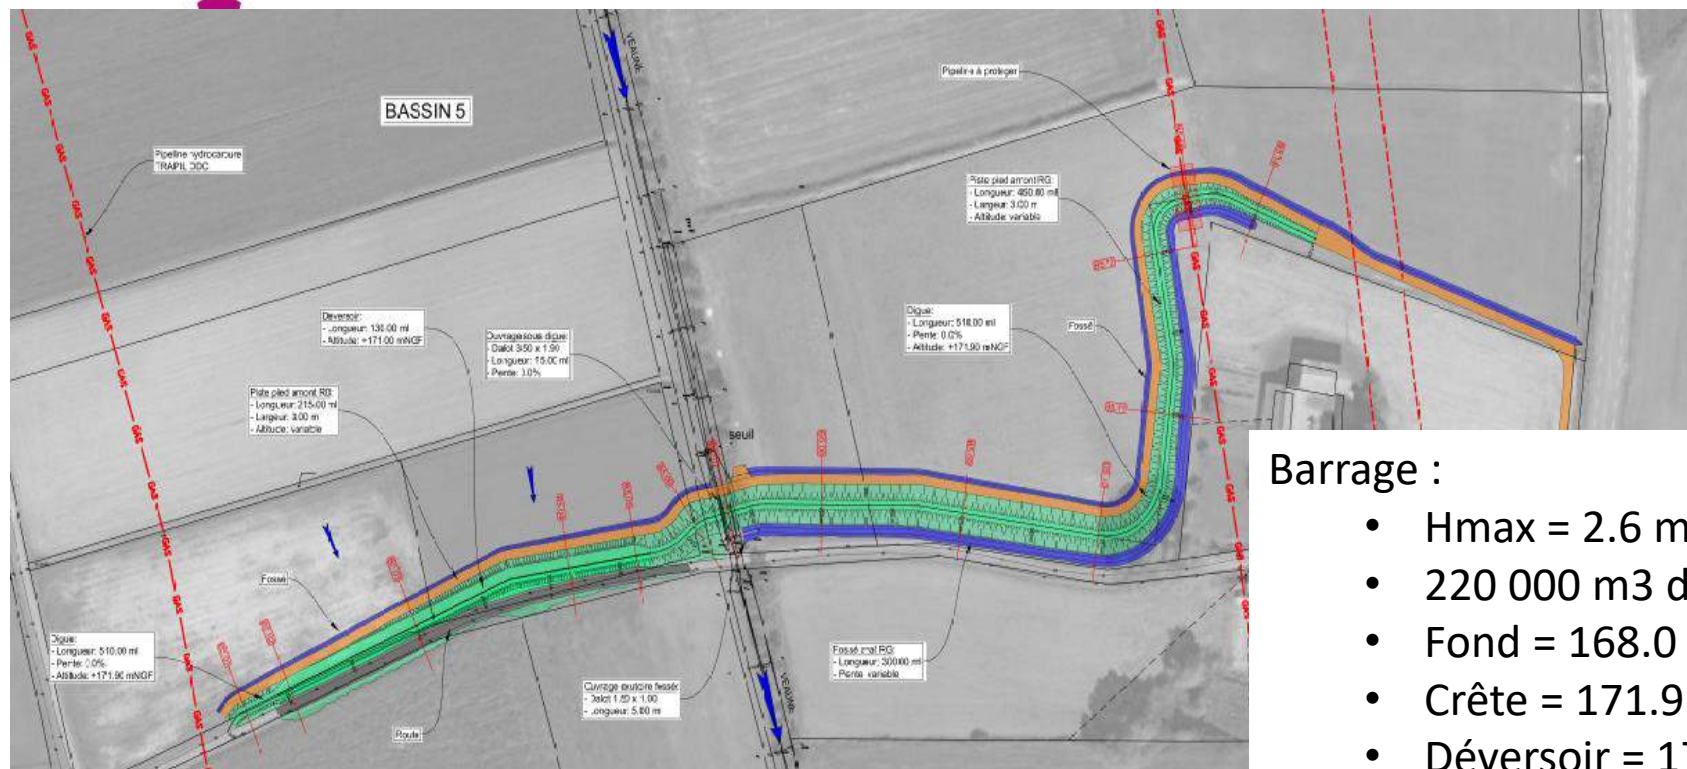 VEAUNE
BASSIN 5
Pipeline à protéger
Pipeline hydrocarbure
TRAPIL ODC
Piste pied amont RG:
- Longueur: 450.00 ml
- Largeur: 3.00 m
- Altitude: variable
Déversoir:
- Longueur: 130.00 ml
- Altitude: +171.00 mNGF
Ouvrage sous digue:
- Dalot 3.50 x 1.90
- Longueur: 15.00 ml
- Pente:
Digue:
- Longueur: 518.00 ml
- Pente: 0.0%
- Altitude: +171.90 mNGF
Fossé
Piste pied amont RD:
- Longueur: 215.00 ml
- Largeur: 3.00 m
- Altitude: variable
seuil
Fossé
Digue:
- Longueur: 510.00 ml
- Pente: 0.0%
- Altitude: +171.90 mNGF
Fossé aval RG:
- Longueur: 300.00 ml
- Pente variable
Ouvrage exutoire fossé:
- Dalot 1.50 x 1.00
- Longueur: 5.00 m
Route
VEAUNE
GAS
Barrage :
• Hmax = 2.6 m
• 220 000 m3 d
• Fond = 168.0
• Crête = 171.9
• Déversoir = 17